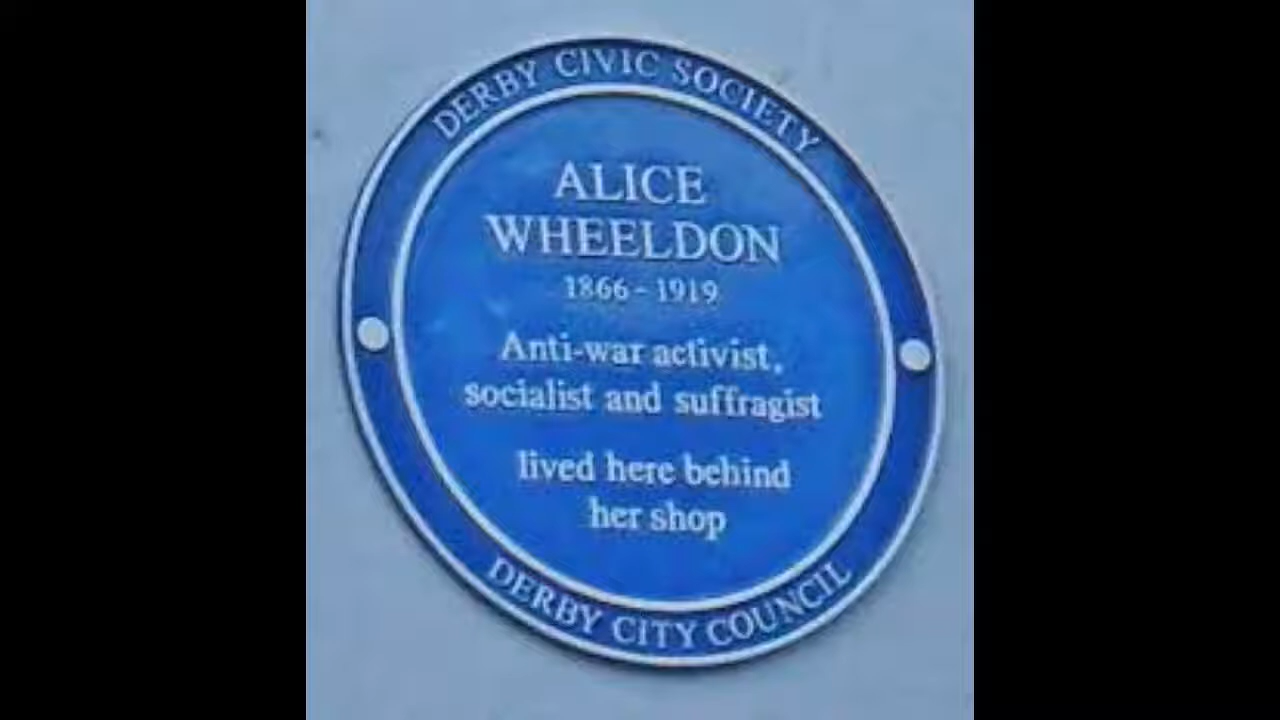 DERBY CIVIC SOCIETY
ALICE
WHEELDON
1866 - 1919
Anti-war activist,
socialist and suffragist
lived here behind
her shop
DERBY CITY COUNCIL